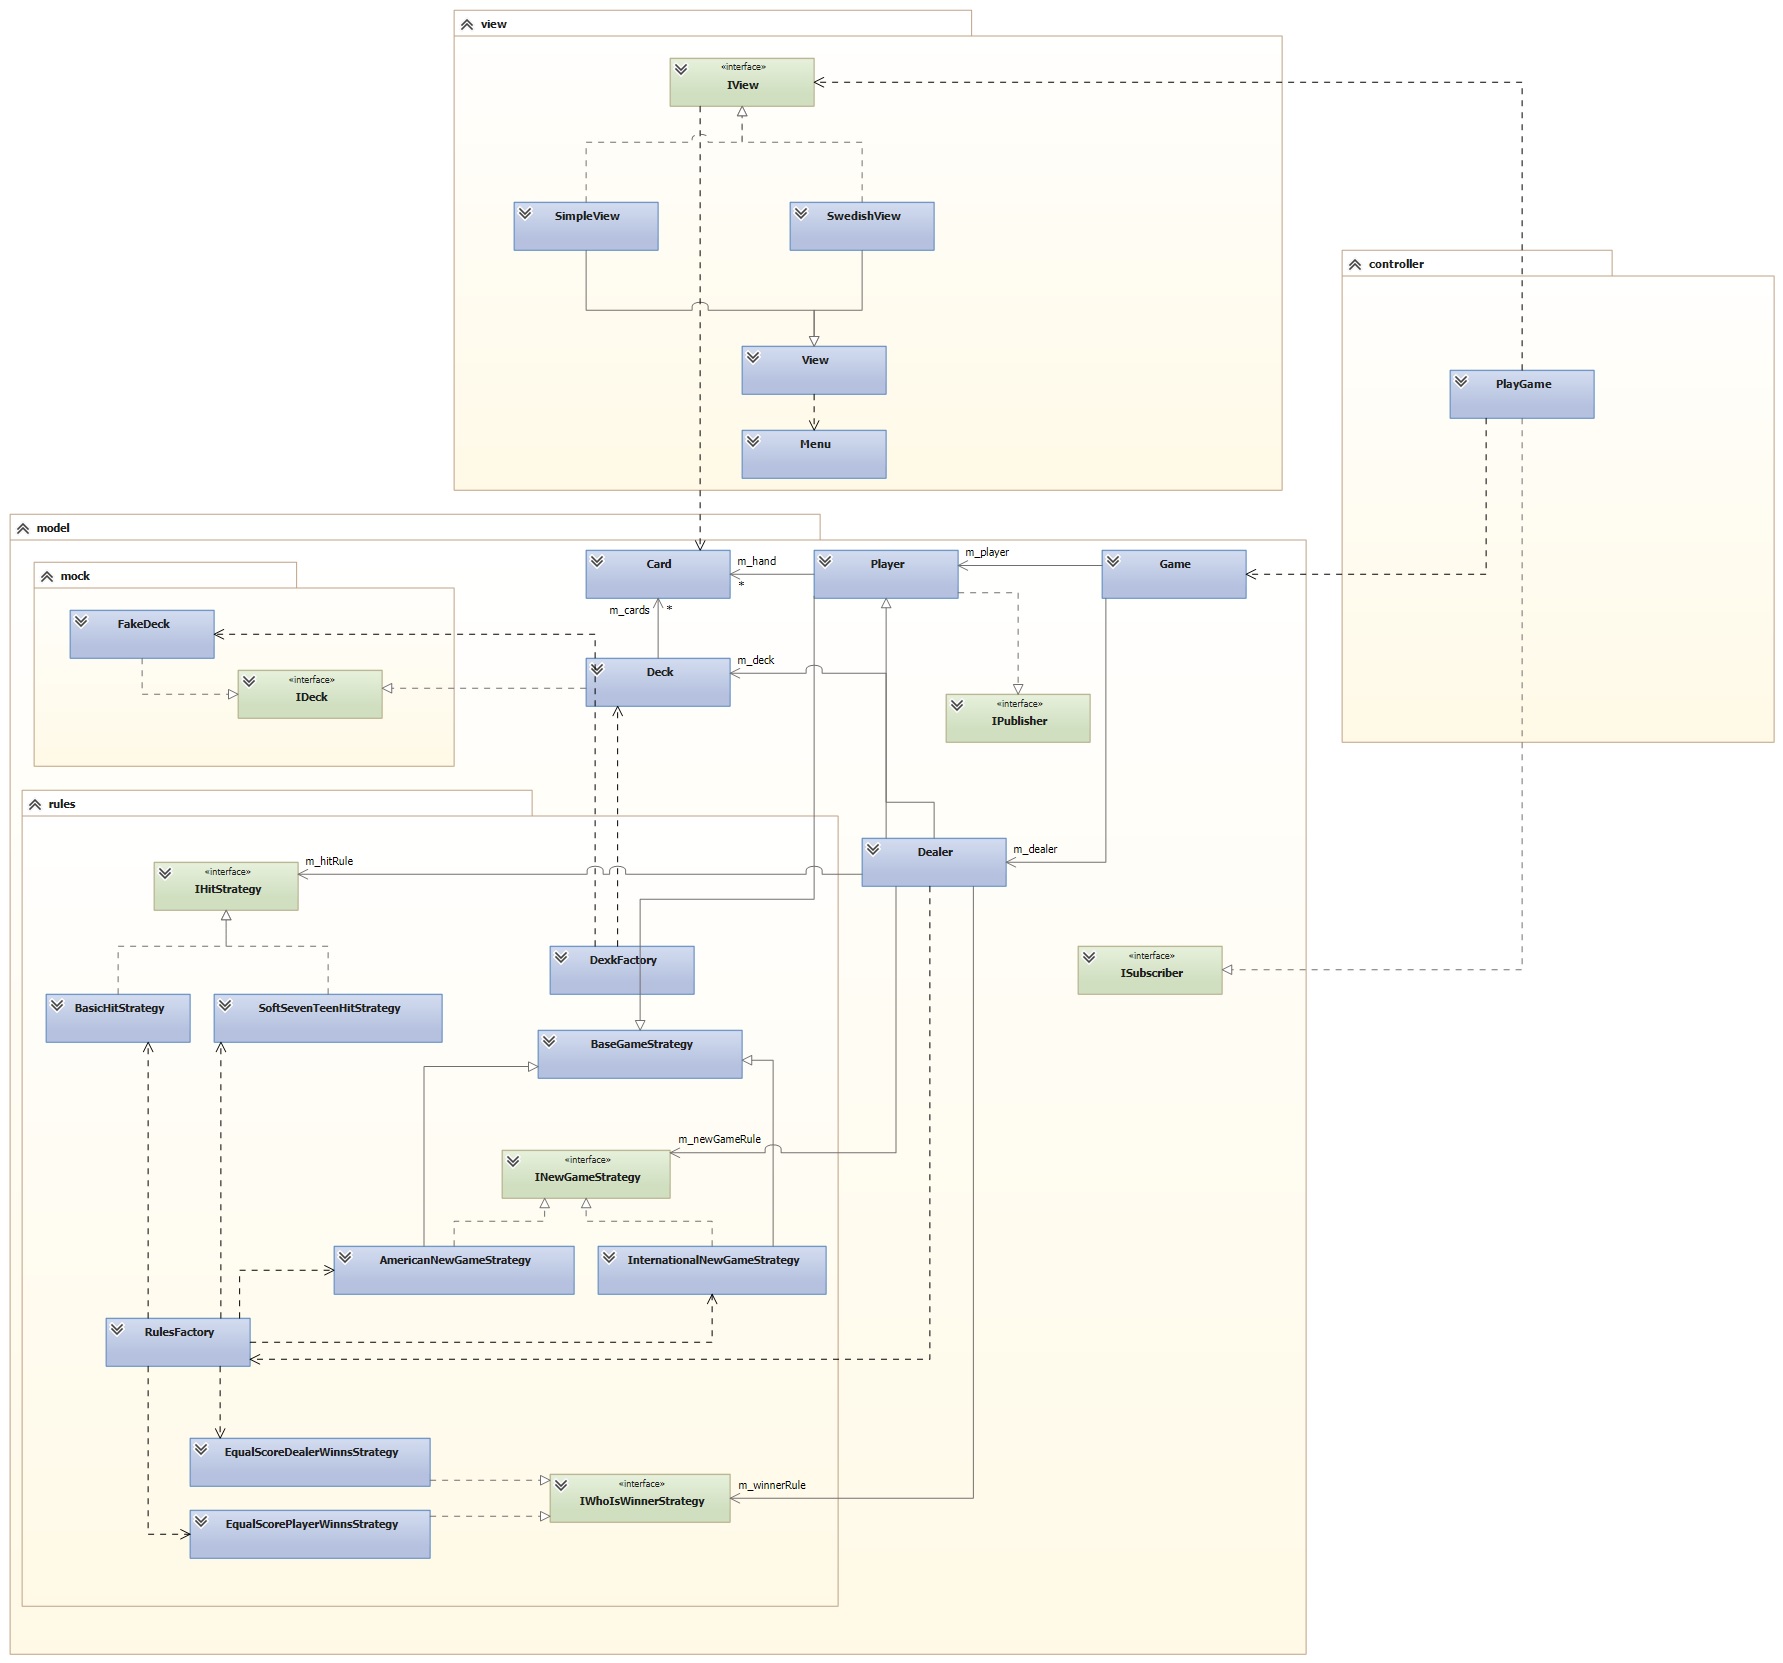 view
«interface»
IView
SimpleView
SwedishView
View
Menu
controller
PlayGame
model
Card
m_hand
*
Player
m_player
Game
mock
FakeDeck
m_cards
*
«interface»
IDeck
Deck
m_deck
«interface»
IPublisher
rules
Dealer
m_dealer
m_hitRule
«interface»
IHitStrategy
DexkFactory
«interface»
ISubscriber
BasicHitStrategy
SoftSevenTeenHitStrategy
BaseGameStrategy
m_newGameRule
«interface»
INewGameStrategy
AmericanNewGameStrategy
InternationalNewGameStrategy
RulesFactory
EqualScoreDealerWinnsStrategy
«interface»
IWhoIsWinnerStrategy
m_winnerRule
EqualScorePlayerWinnsStrategy